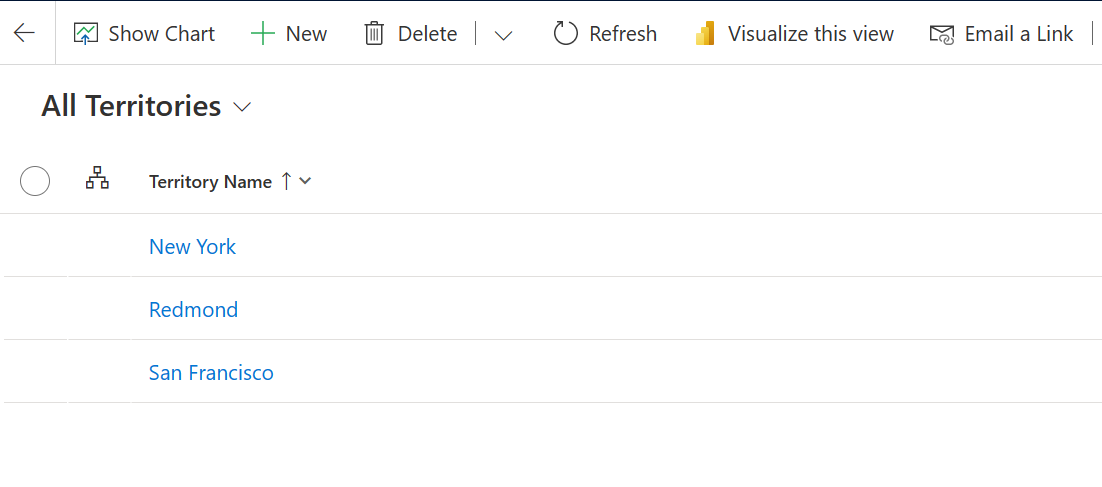 Show Chart New Delete Refresh Visualize this view Email a Link
All Territories
Territory Name
New York
Redmond
San Francisco